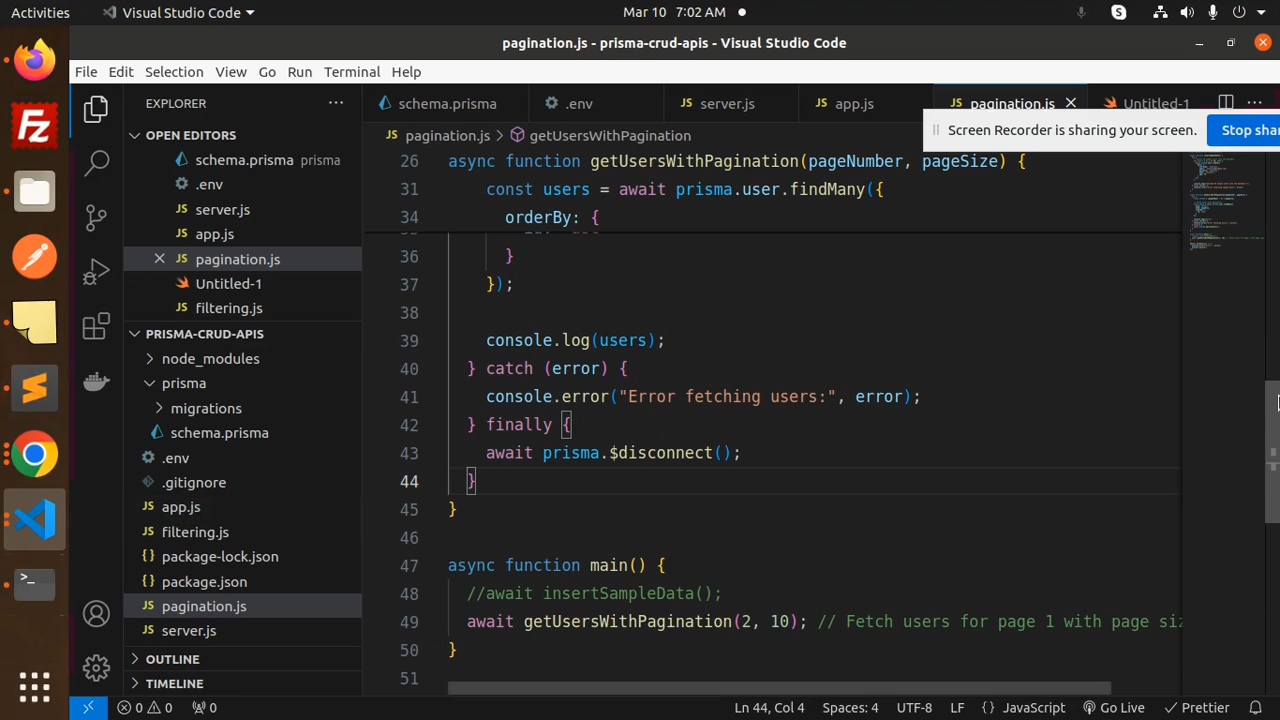 Activities
Visual Studio Code
Mar 10 7:02 AM
pagination.js - prisma-crud-apis - Visual Studio Code
File Edit Selection View Go Run Terminal Help
EXPLORER
OPEN EDITORS
schema.prisma prisma
.env
server.js
app.js
pagination.js
Untitled-1
filtering.js
PRISMA-CRUD-APIS
node_modules
prisma
migrations
schema.prisma
.env
.gitignore
app.js
filtering.js
package-lock.json
package.json
pagination.js
server.js
OUTLINE
TIMELINE
schema.prisma .env server.js app.js pagination.js Untitled-1
Screen Recorder is sharing your screen. Stop shar
pagination.js > getUsersWithPagination
26 async function getUsersWithPagination(pageNumber, pageSize) {
31 const users = await prisma.user.findMany({
34 orderBy: {
36 }
37 });
38
39 console.log(users);
40 } catch (error) {
41 console.error("Error fetching users:", error);
42 } finally {
43 await prisma.$disconnect();
44 }
45 }
46
47 async function main() {
48 //await insertSampleData();
49 await getUsersWithPagination(2, 10); // Fetch users for page 1 with page siz
50 }
51
0 0 0 Ln 44, Col 4 Spaces: 4 UTF-8 LF {} JavaScript Go Live Prettier